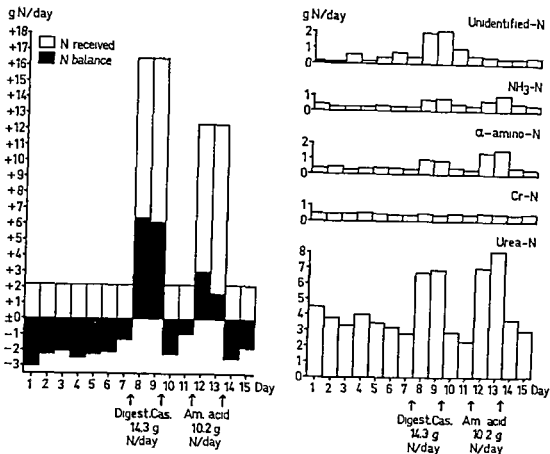 g N/day
+18
+17
+16
+15
+14
+13
+12
+11
+10
+9
+8
+7
+6
+5
+4
+3
+2
+1
±0
-1
-2
-3
N received
N balance
1 2 3 4 5 6 7 8 9 10 11 12 13 14 15 Day
Digest.Cas.
14.3 g
N/day
Am. acid
10.2 g
N/day
g N/day
Unidentified-N
2
1
0
NH3-N
1
0
α-amino-N
2
1
0
Cr-N
1
0
Urea-N
8
7
6
5
4
3
2
1
0
1 2 3 4 5 6 7 8 9 10 11 12 13 14 15 Day
Digest.Cas.
14.3 g
N/day
Am. acid
10.2 g
N/day